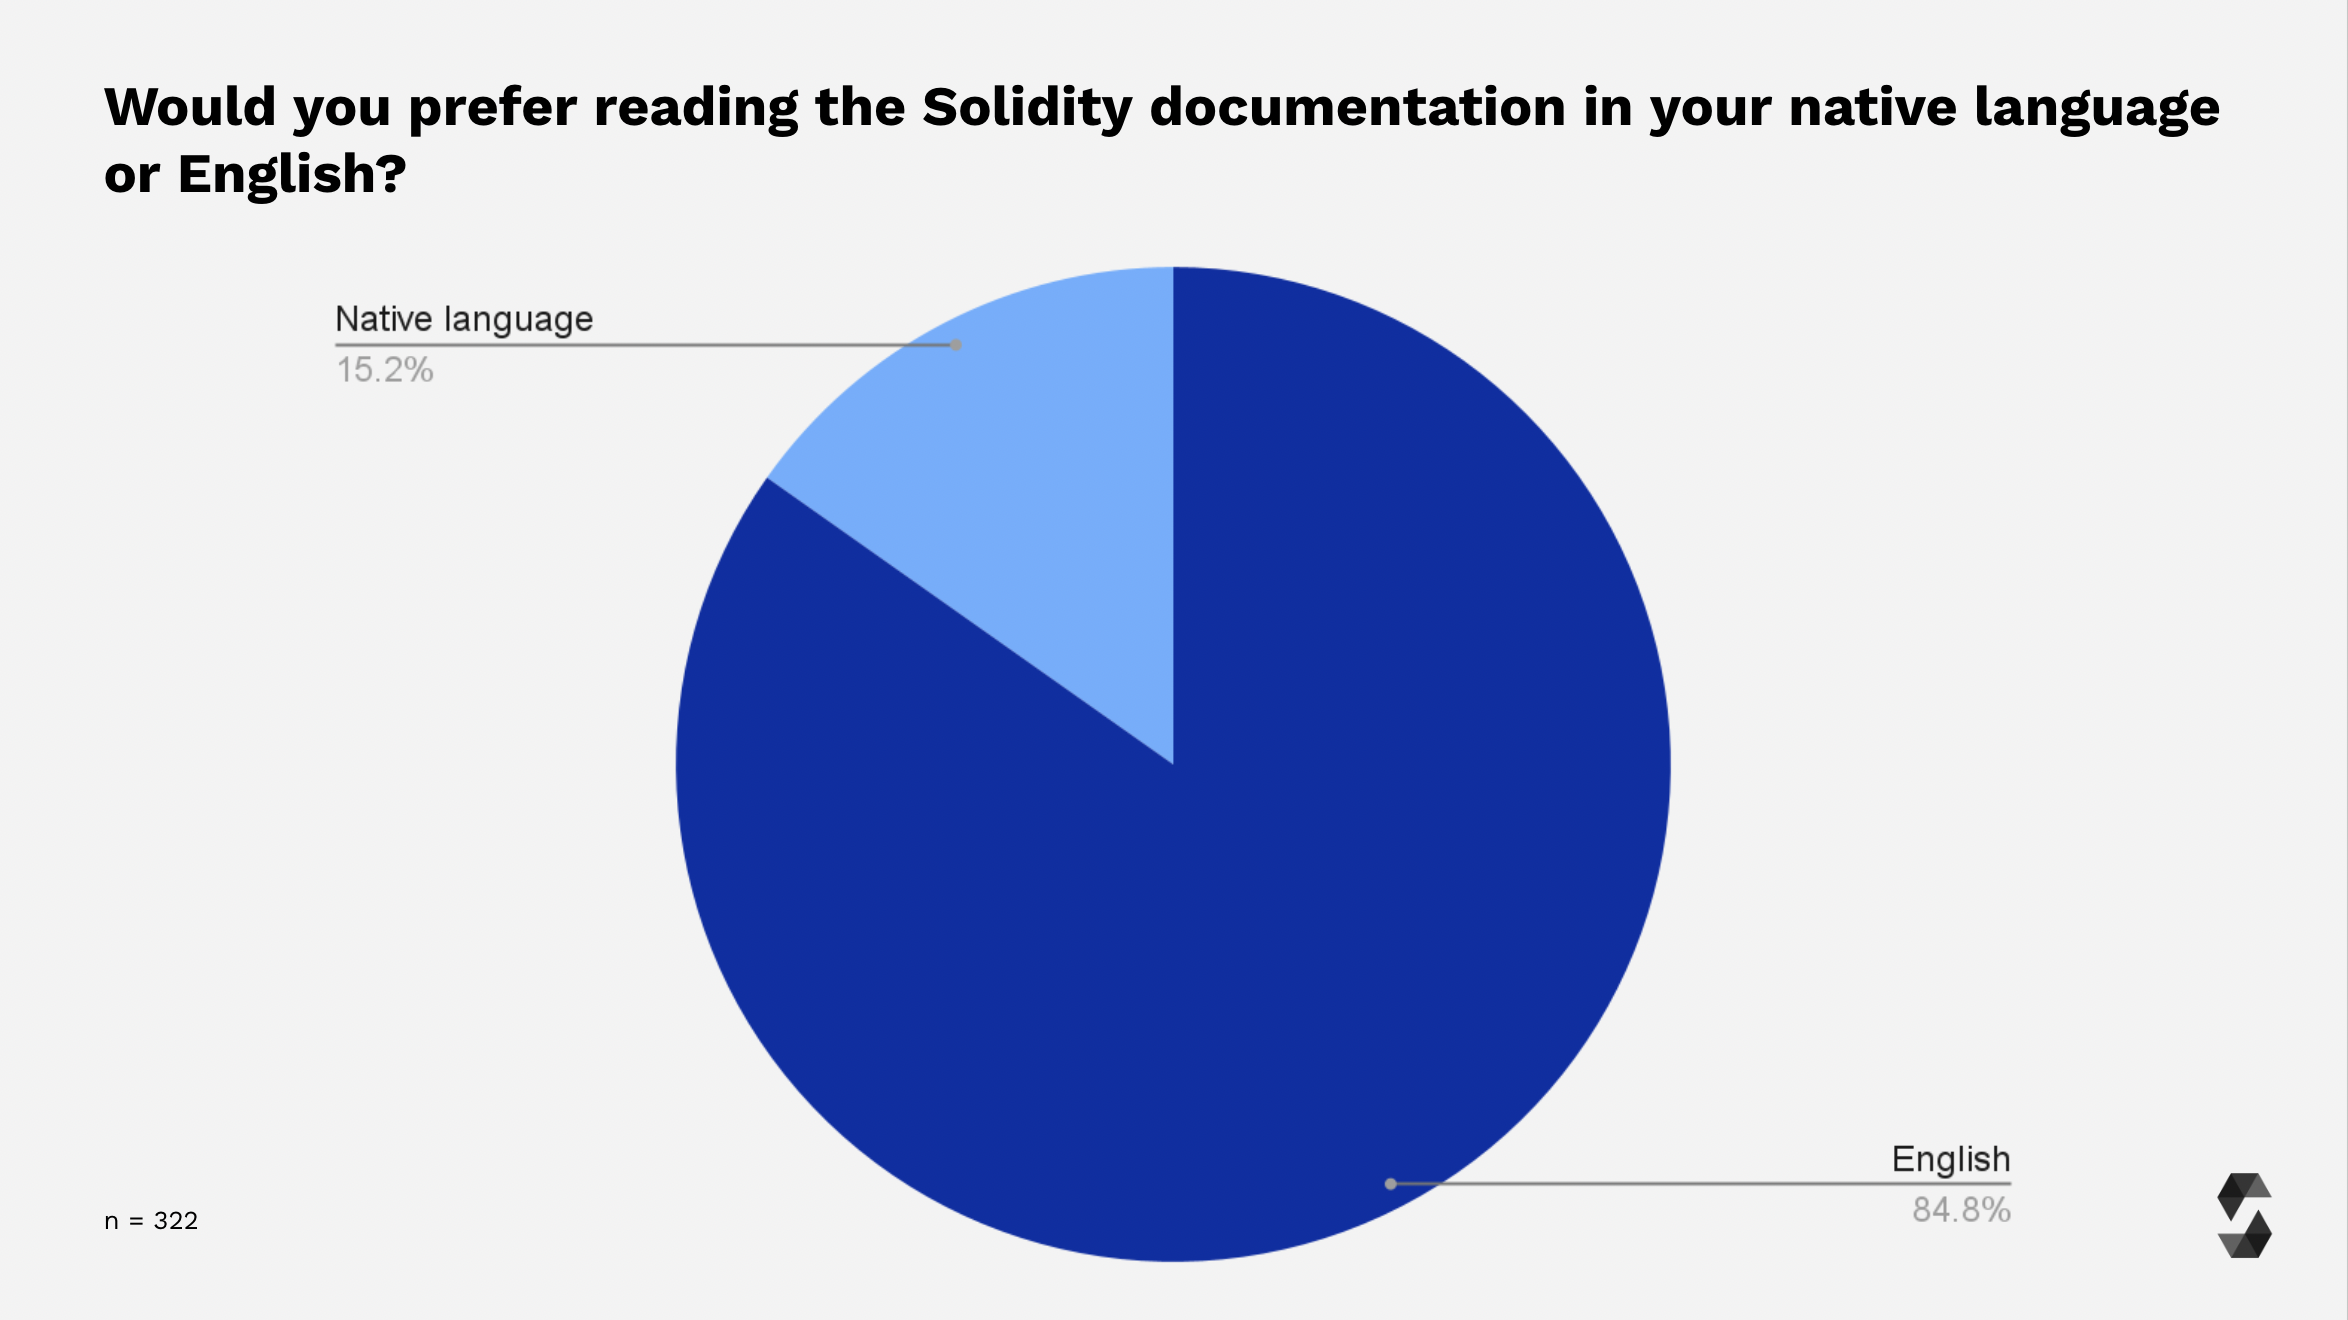 Would you prefer reading the Solidity documentation in your native language
or English?
Native language
15.2%
English
84.8%
n = 322